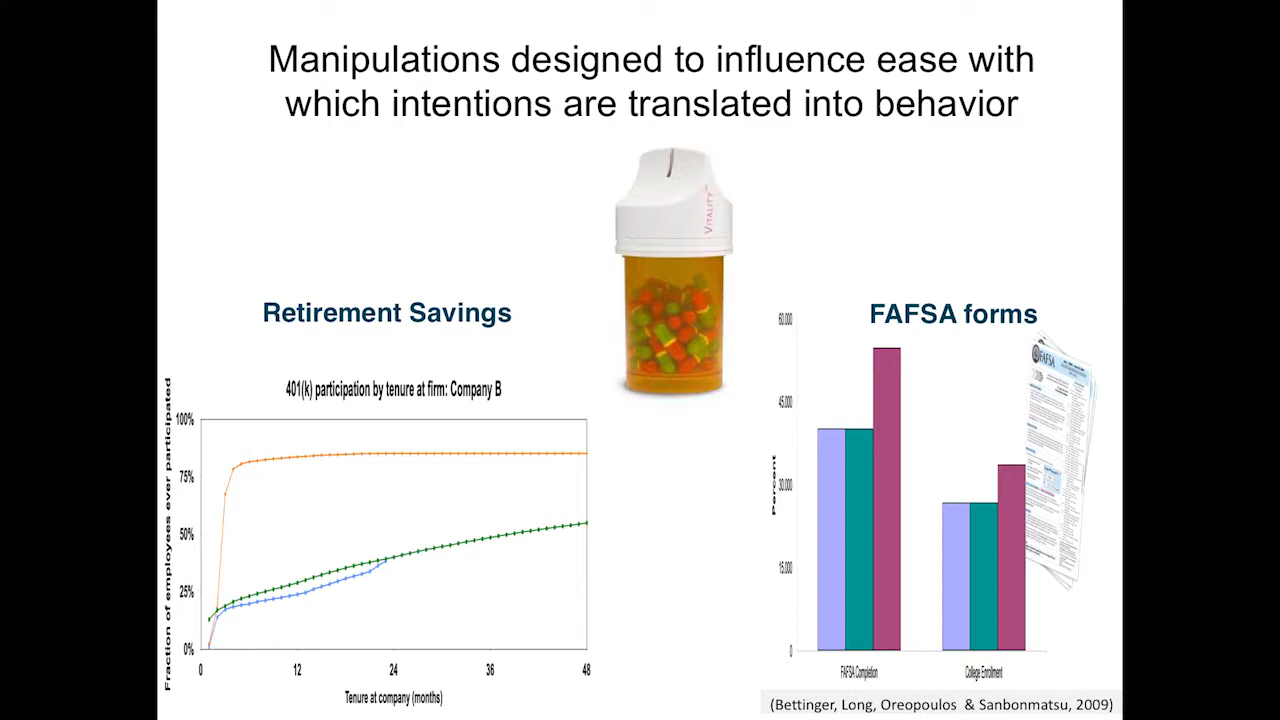 Manipulations designed to influence ease with
which intentions are translated into behavior
VITALITY™
Retirement Savings
FAFSA forms
401(k) participation by tenure at firm: Company B
Fraction of employees ever participated
100%
75%
50%
25%
0%
0
12
24
36
48
Tenure at company (months)
60.000
45.000
30.000
15.000
0
Percent
FAFSA
FAFSA Completion
College Enrollment
(Bettinger, Long, Oreopoulos & Sanbonmatsu, 2009)